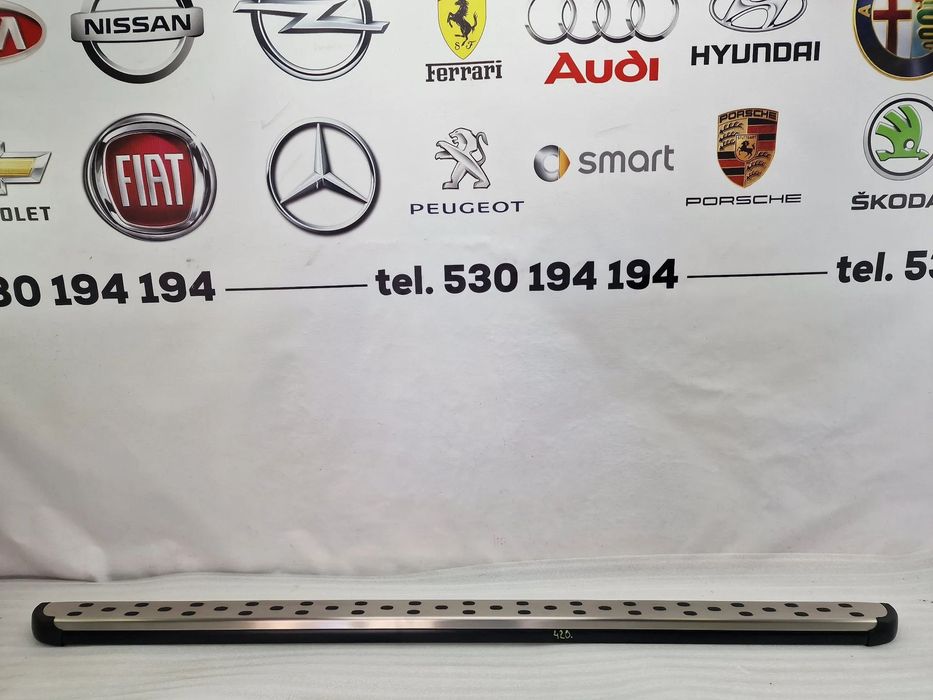 NISSAN
Ferrari
Audi
HYUNDAI
FIAT
PEUGEOT
smart
PORSCHE
PORSCHE
ŠKODA
OLET
30 194 194
tel. 530 194 194
tel. 53
420.